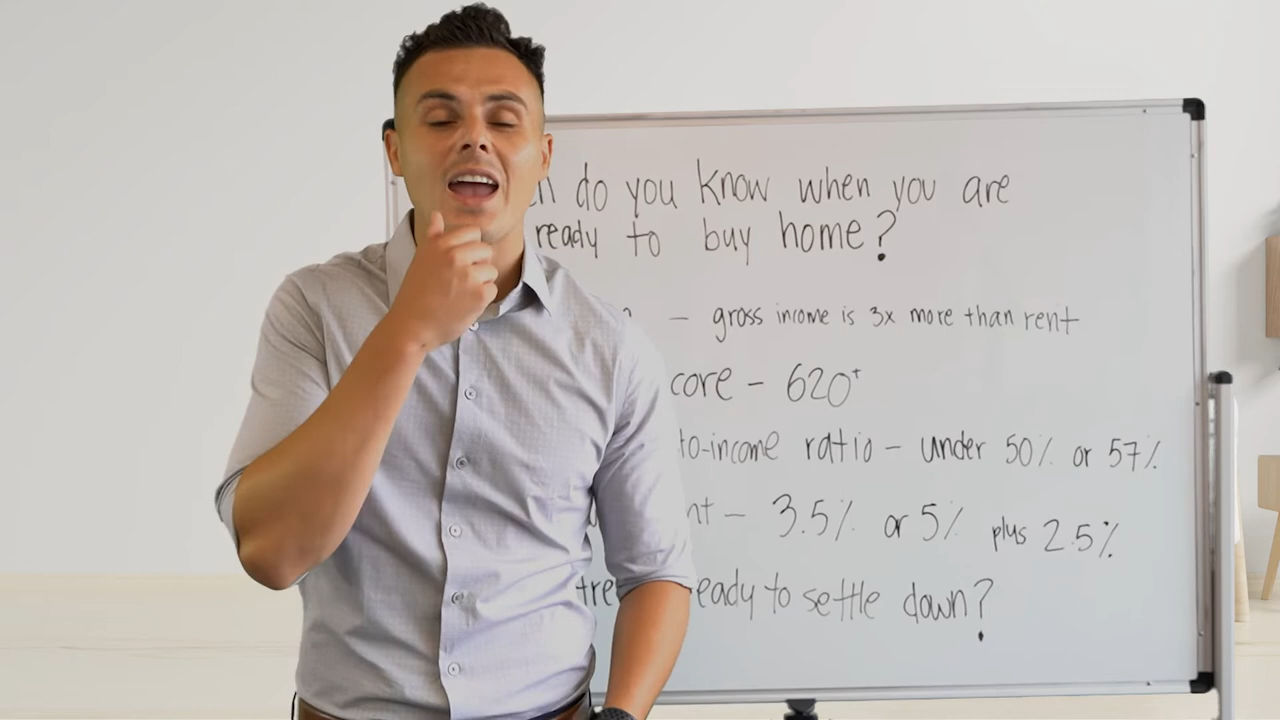 do you know when you are
ready to buy home?
– gross income is 3x more than rent
core – 620+
to-income ratio – under 50% or 57%
nt – 3.5% or 5% plus 2.5%
eady to settle down?